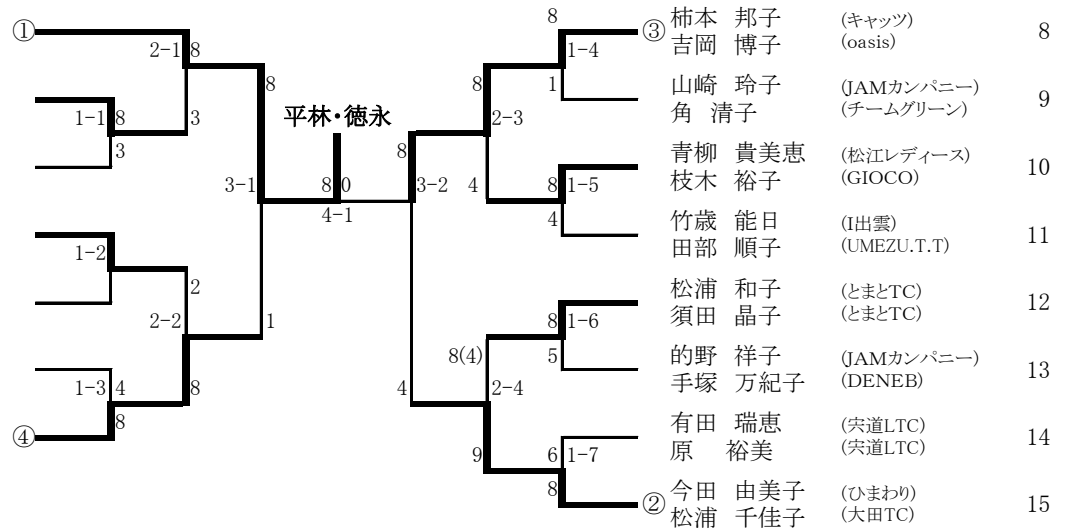 ①
2-1 8
8
1-1 8
3
3
3-1
1-2
2
2-2
1
1-3 4
8
8
④
平林・徳永
8 0
4-1
8
3-2
4
8
2-3
4
8(4)
2-4
9
8
③ 柿本 邦子 (キャッツ) 8
吉岡 博子 (oasis)
1-4
1
山崎 玲子 (JAMカンパニー) 9
角 清子 (チームグリーン)
青柳 貴美恵 (松江レディース) 10
枝木 裕子 (GIOCO)
8 1-5
4
竹歳 能日 (I出雲) 11
田部 順子 (UMEZU.T.T)
松浦 和子 (とまとTC) 12
須田 晶子 (とまとTC)
8 1-6
5
的野 祥子 (JAMカンパニー) 13
手塚 万紀子 (DENEB)
有田 瑞恵 (宍道LTC) 14
原 裕美 (宍道LTC)
6 1-7
8
② 今田 由美子 (ひまわり) 15
松浦 千佳子 (大田TC)